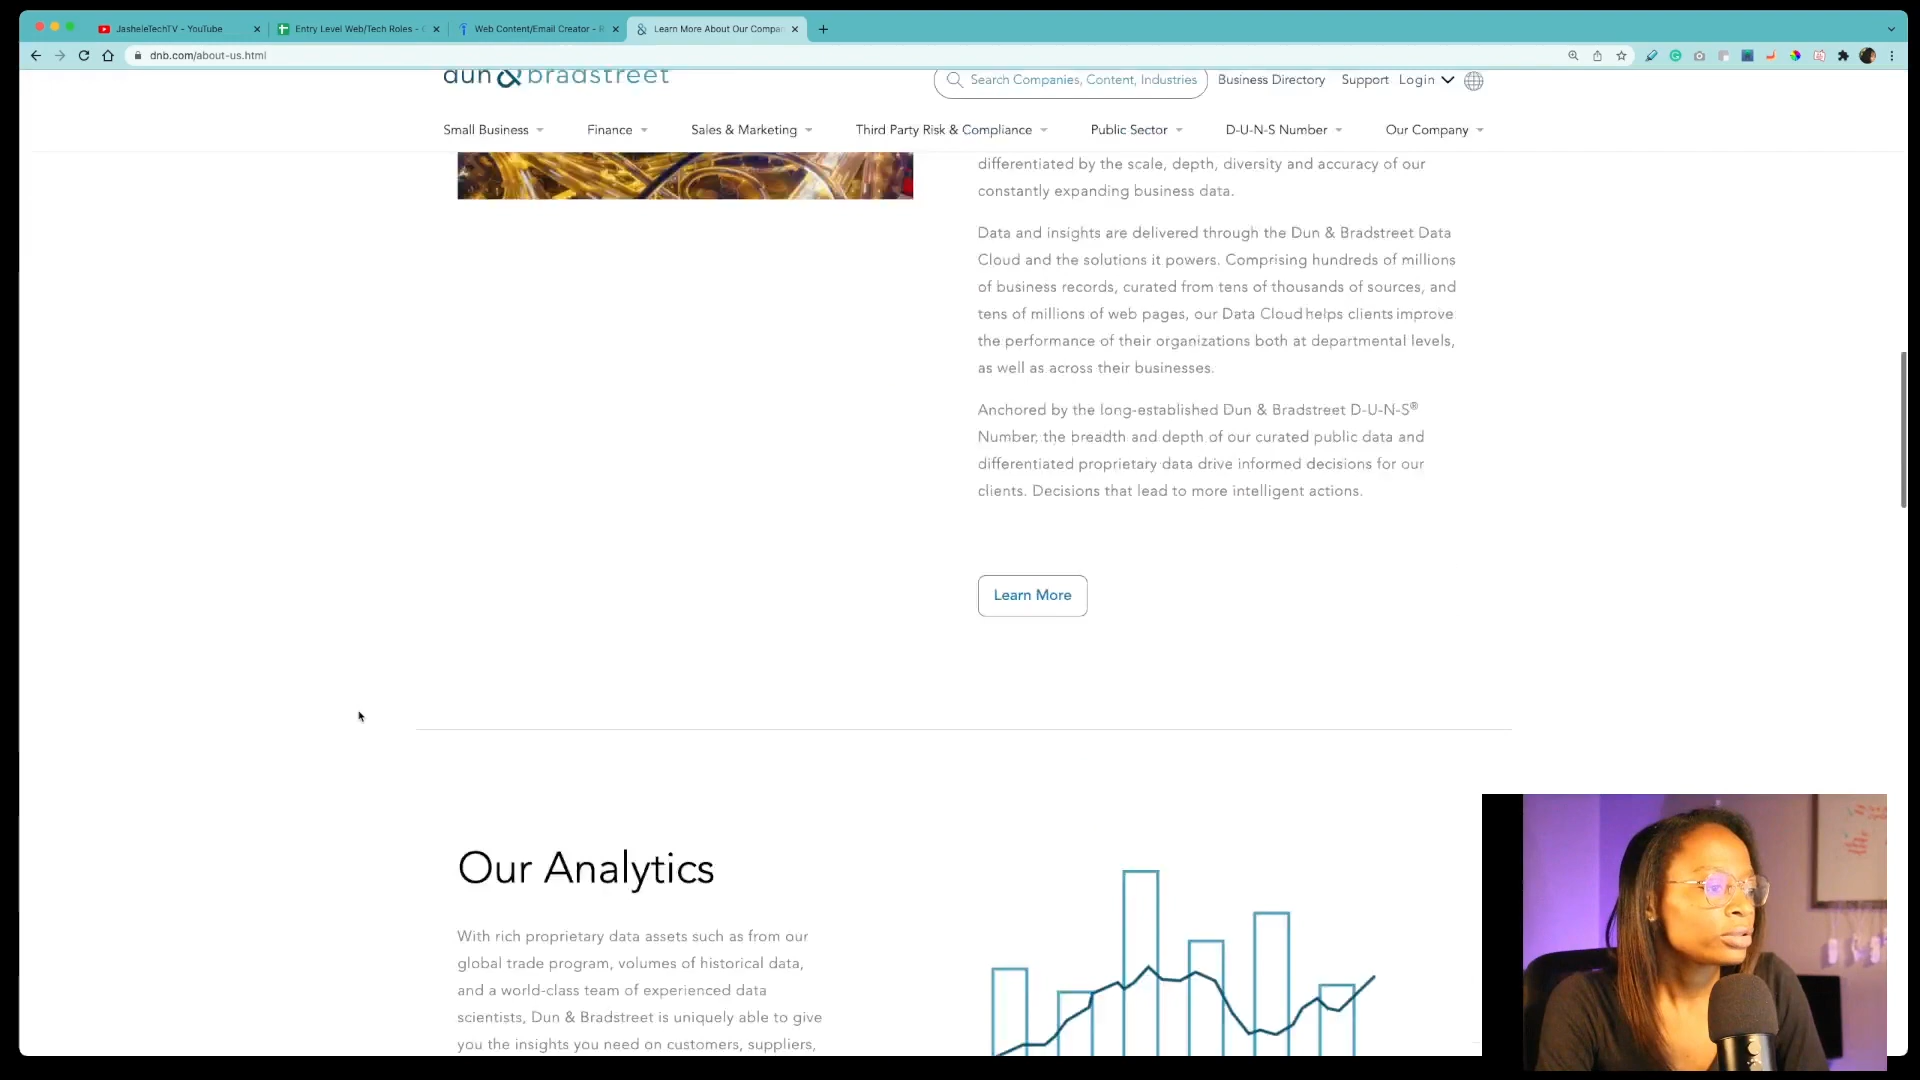 JasheleTechTV - YouTube
Entry Level Web/Tech Roles -
Web Content/Email Creator -
Learn More About Our Compan
dnb.com/about-us.html
dun & bradstreet
Search Companies, Content, Industries
Business Directory
Support
Login
Small Business
Finance
Sales & Marketing
Third Party Risk & Compliance
Public Sector
D-U-N-S Number
Our Company
differentiated by the scale, depth, diversity and accuracy of our
constantly expanding business data.
Data and insights are delivered through the Dun & Bradstreet Data
Cloud and the solutions it powers. Comprising hundreds of millions
of business records, curated from tens of thousands of sources, and
tens of millions of web pages, our Data Cloud helps clients improve
the performance of their organizations both at departmental levels,
as well as across their businesses.
Anchored by the long-established Dun & Bradstreet D-U-N-S®
Number, the breadth and depth of our curated public data and
differentiated proprietary data drive informed decisions for our
clients. Decisions that lead to more intelligent actions.
Learn More
Our Analytics
With rich proprietary data assets such as from our
global trade program, volumes of historical data,
and a world-class team of experienced data
scientists, Dun & Bradstreet is uniquely able to give
you the insights you need on customers, suppliers,